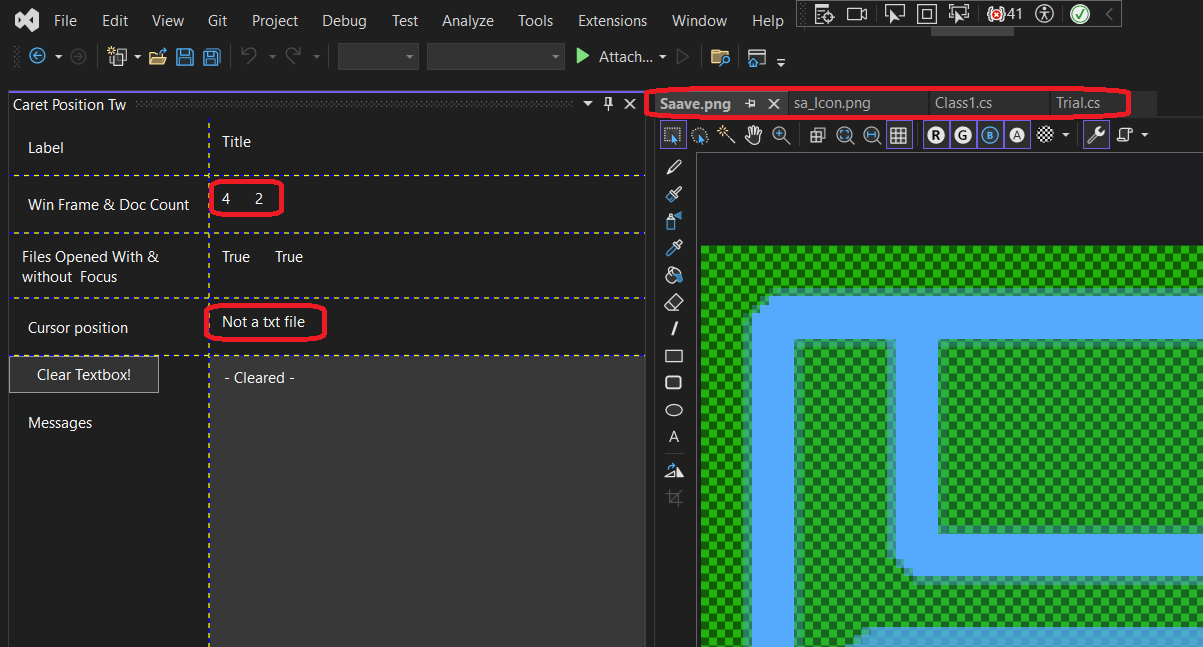 File Edit View Git Project Debug Test Analyze Tools Extensions Window Help 41
Attach...
Caret Position Tw
Saave.png sa_Icon.png Class1.cs Trial.cs
R G B A
Label Title
Win Frame & Doc Count 4 2
Files Opened With &
without Focus
True True
Cursor position Not a txt file
Clear Textbox! - Cleared -
Messages
A